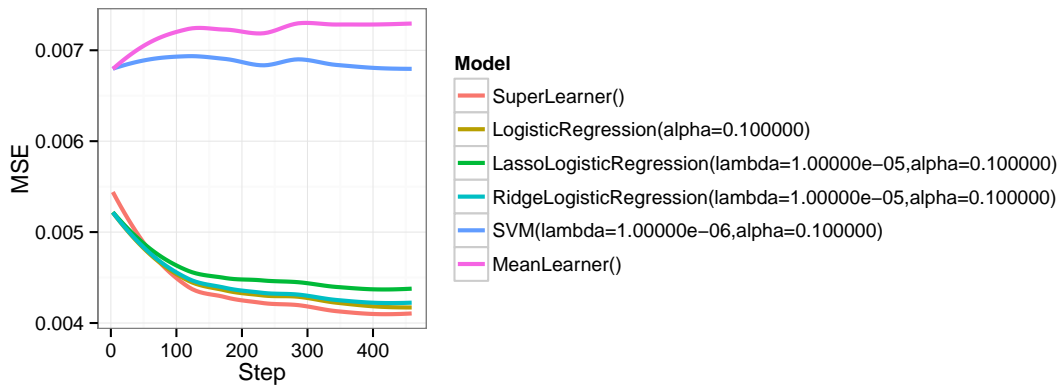 0.007
0.006
0.005
0.004
MSE
0
100
200
300
400
Step
Model
SuperLearner()
LogisticRegression(alpha=0.100000)
LassoLogisticRegression(lambda=1.00000e−05,alpha=0.100000)
RidgeLogisticRegression(lambda=1.00000e−05,alpha=0.100000)
SVM(lambda=1.00000e−06,alpha=0.100000)
MeanLearner()